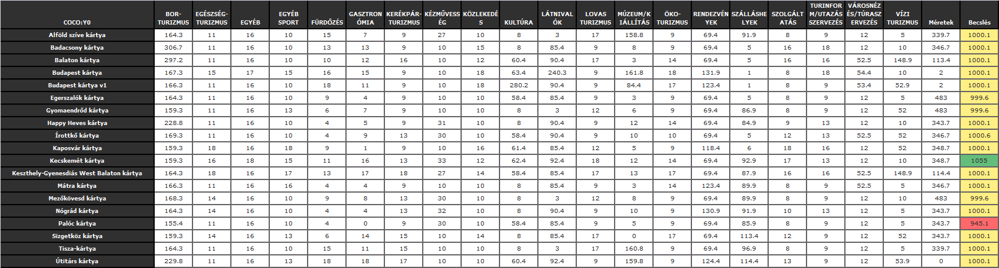 COCO:Y0 BOR-TURIZMUS EGÉSZSÉG-TURIZMUS EGYÉB EGYÉB SPORT FÜRDŐZÉS GASZTRONÓMIA KERÉKPÁR-TURIZMUS KÉZMŰVESSÉG KÖZLEKEDÉS KULTÚRA LÁTNIVALÓK LOVAS TURIZMUS MÚZEUM/KIÁLLÍTÁS ÖKO-TURIZMUS RENDEZVÉNYEK SZÁLLÁSHELYEK SZOLGÁLTATÁS TURINFORM/UTAZÁSSZERVEZÉS VÁROSNÉZÉS/TÚRASZERVEZÉS VÍZI TURIZMUS Méretek Becslés
Alföld szíve kártya 164.3 11 16 10 15 7 9 27 10 8 3 17 158.8 9 69.4 91.9 8 9 12 5 339.7 1000.1
Badacsony kártya 306.7 11 16 10 13 13 9 10 15 8 85.4 9 8 9 69.4 5 16 18 12 10 346.7 1000.1
Balaton kártya 297.2 11 16 10 10 12 16 10 12 60.4 90.4 17 3 14 69.4 5 16 16 52.5 148.9 113.4 1000.1
Budapest kártya 167.3 15 17 15 16 15 9 10 18 63.4 240.3 9 161.8 18 131.9 1 8 18 54.4 10 2 1000.1
Budapest kártya v1 166.3 11 16 10 18 11 9 10 18 280.2 90.4 9 84.4 17 123.4 1 8 9 53.4 52.9 2 1000.1
Egerszalók kártya 164.3 11 16 10 9 4 9 10 10 58.4 85.4 9 3 9 69.4 5 8 9 12 5 483 999.6
Gyomaendrőd kártya 159.3 11 16 13 6 7 9 10 10 8 3 12 6 9 69.4 86.9 8 9 12 52 483 999.6
Happy Heves kártya 228.8 11 16 10 4 5 9 31 10 8 90.4 9 12 14 69.4 84.9 9 13 12 10 343.7 1000.1
Írottkő kártya 169.3 11 16 10 4 9 13 30 10 58.4 90.4 9 10 10 69.4 5 12 13 52.5 52 346.7 1000.6
Kaposvár kártya 159.3 18 16 18 9 1 9 10 16 61.4 85.4 12 5 9 118.4 6 18 16 12 52 348.7 1000.1
Kecskemét kártya 159.3 16 18 15 11 16 13 33 12 62.4 92.4 18 12 14 69.4 92.9 17 13 12 10 348.7 1055
Keszthely-Gyenesdiás West Balaton kártya 164.3 18 16 17 13 17 18 27 14 58.4 85.4 17 13 17 69.4 87.9 16 16 52.5 148.9 114.4 1000.1
Mátra kártya 166.3 11 16 16 4 4 9 10 10 8 85.4 9 3 14 123.4 89.9 8 9 52.5 5 346.7 1000.1
Mezőkövesd kártya 168.3 14 16 10 9 8 13 30 10 8 3 12 8 9 69.4 89.9 8 9 12 10 483 999.6
Nógrád kártya 164.3 14 16 10 4 4 13 32 10 8 90.4 9 10 9 130.9 91.9 10 13 12 5 343.7 1000.1
Palóc kártya 155.4 11 16 10 4 0 9 30 10 58.4 85.4 9 5 9 69.4 85.9 8 9 12 5 343.7 945.1
Sizgetköz kártya 159.3 14 16 13 6 14 15 10 14 8 85.4 17 0 17 69.4 113.4 12 9 12 52 343.7 1000.1
Tisza-kártya 164.3 11 16 10 15 11 15 10 10 8 3 17 160.8 9 69.4 96.9 8 9 12 5 339.7 1000.1
Útitárs kártya 229.8 11 16 13 18 18 17 10 10 60.4 92.4 9 159.8 9 124.4 114.4 13 9 12 53.9 0 1000.1